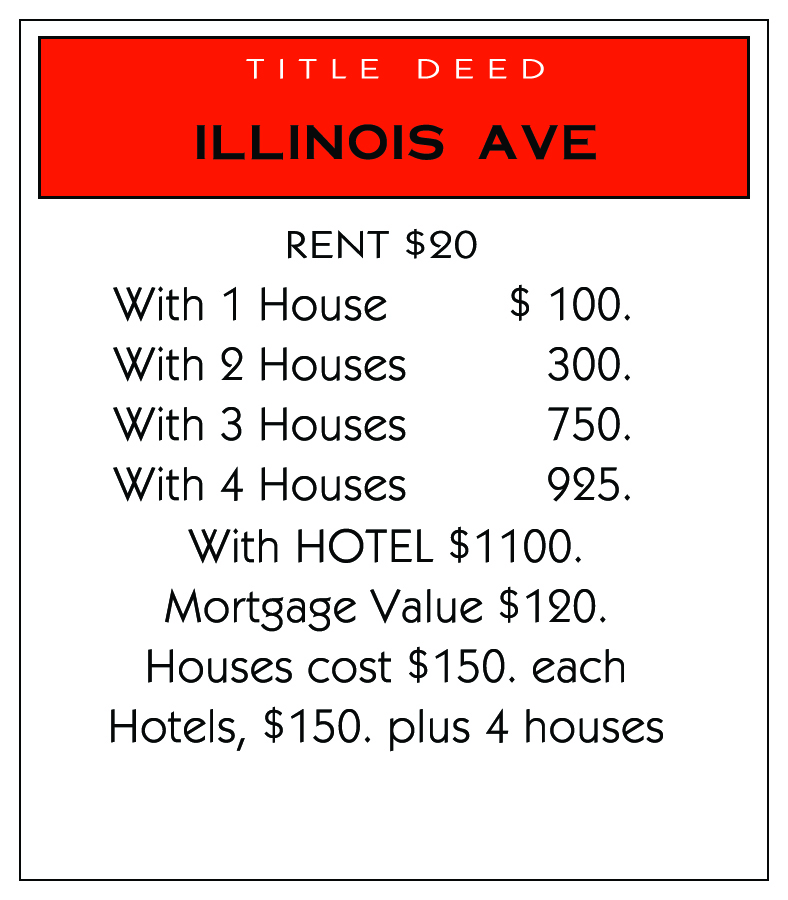 TITLE DEED
ILLINOIS AVE
RENT $20
With 1 House $ 100.
With 2 Houses 300.
With 3 Houses 750.
With 4 Houses 925.
With HOTEL $1100.
Mortgage Value $120.
Houses cost $150. each
Hotels, $150. plus 4 houses